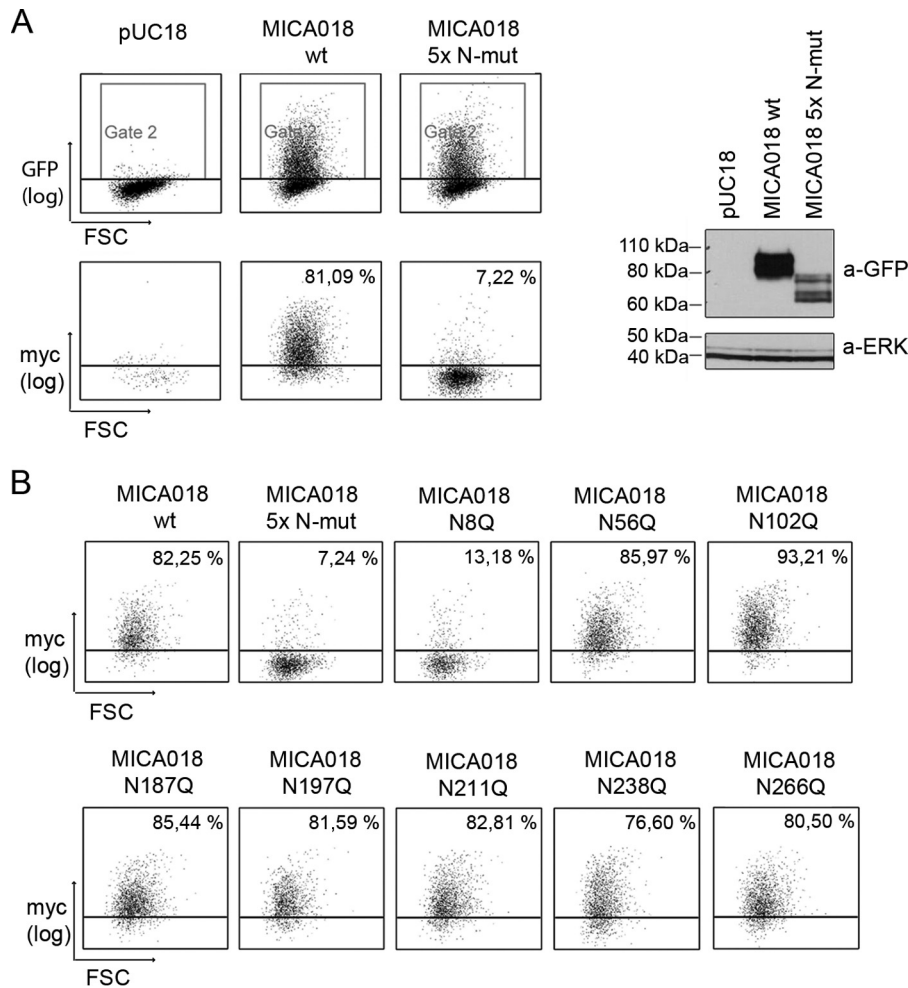 A
pUC18
MICA018
wt
MICA018
5x N-mut
Gate 2
Gate 2
Gate 2
GFP
(log)
FSC
81,09 %
7,22 %
myc
(log)
FSC
pUC18
MICA018 wt
MICA018 5x N-mut
110 kDa
80 kDa
60 kDa
a-GFP
50 kDa
40 kDa
a-ERK
B
MICA018
wt
MICA018
5x N-mut
MICA018
N8Q
MICA018
N56Q
MICA018
N102Q
82,25 %
7,24 %
13,18 %
85,97 %
93,21 %
myc
(log)
FSC
MICA018
N187Q
MICA018
N197Q
MICA018
N211Q
MICA018
N238Q
MICA018
N266Q
85,44 %
81,59 %
82,81 %
76,60 %
80,50 %
myc
(log)
FSC